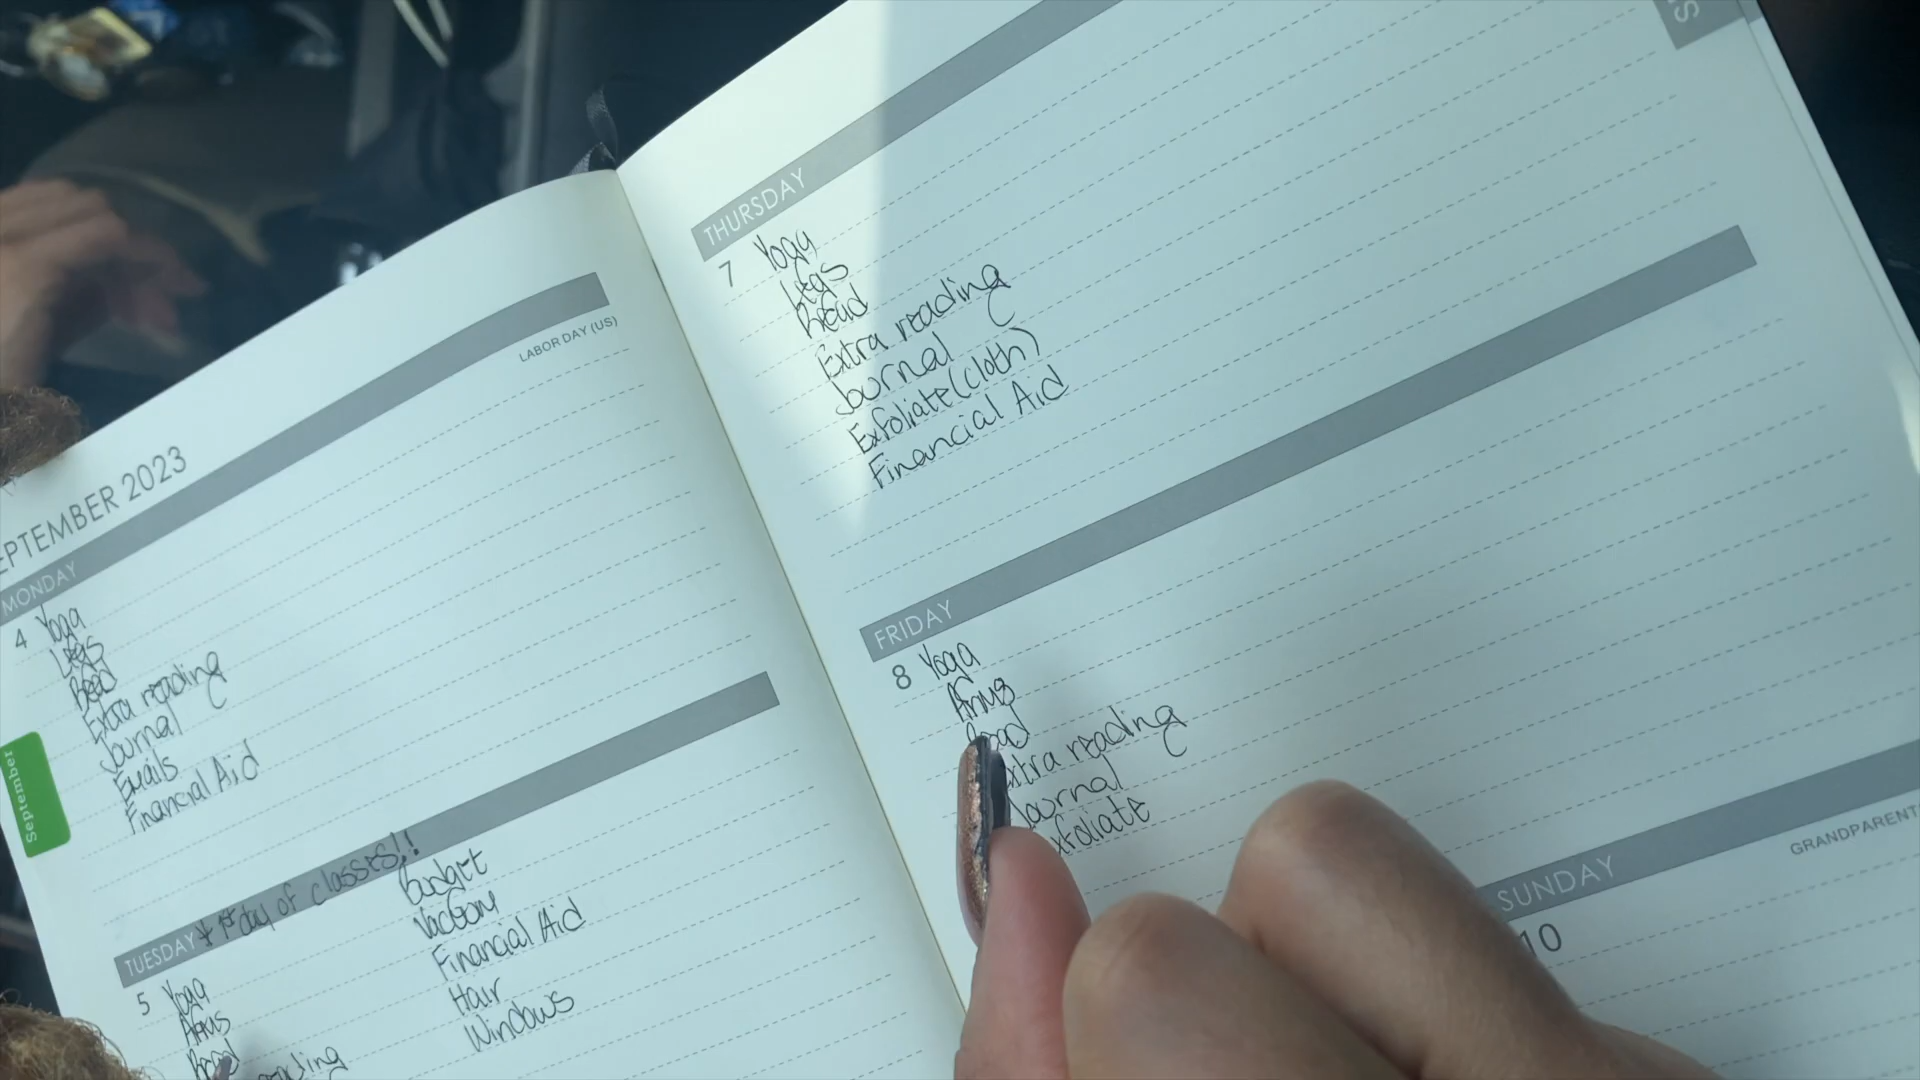 SEPTEMBER 2023
MONDAY
LABOR DAY (US)
4 Yoga
Legs
Read
Extra reading
Journal
Emails
Financial Aid
September
TUESDAY * 1st day of classes!!
5 Yoga
Arms
Read
reading
Budget
Vacuum
Financial Aid
Hair
Windows
THURSDAY
7 Yoga
Legs
Read
Extra reading
Journal
Exfoliate (cloth)
Financial Aid
FRIDAY
8 Yoga
Arms
Read
Extra reading
Journal
Exfoliate
SUNDAY
GRANDPARENT
10